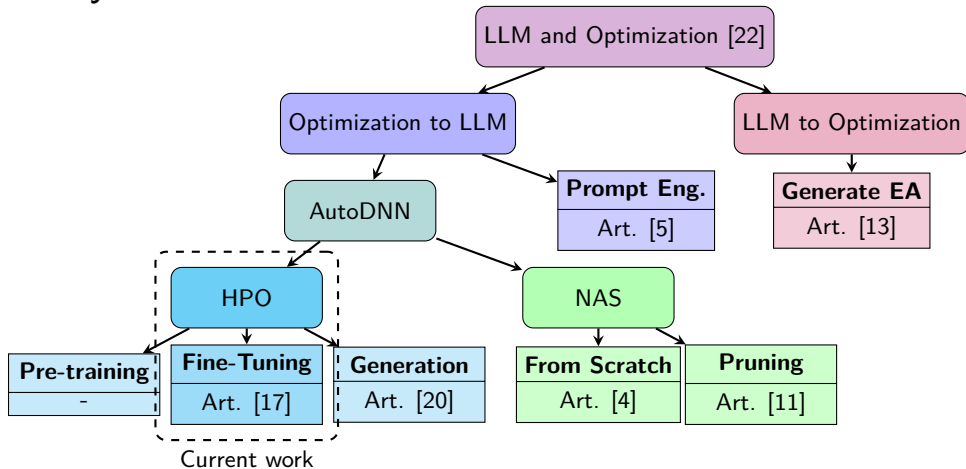 LLM and Optimization [22]
Optimization to LLM
LLM to Optimization
AutoDNN
Prompt Eng.
Art. [5]
Generate EA
Art. [13]
HPO
NAS
Pre-training
-
Fine-Tuning
Art. [17]
Generation
Art. [20]
From Scratch
Art. [4]
Pruning
Art. [11]
Current work